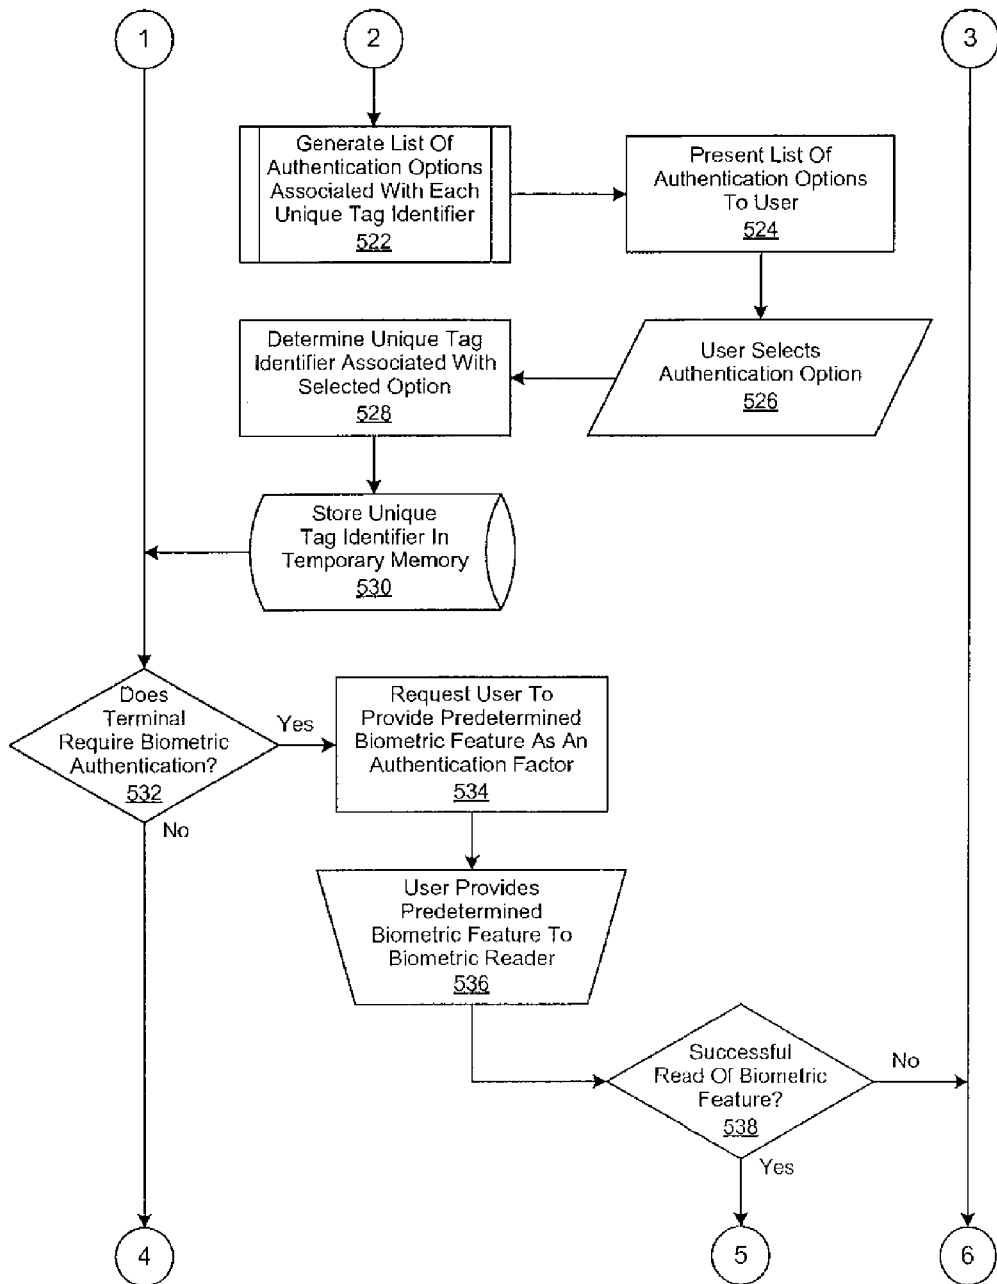 1
2
3
Generate List Of
Authentication Options
Associated With Each
Unique Tag Identifier
522
Present List Of
Authentication Options
To User
524
Determine Unique Tag
Identifier Associated With
Selected Option
528
User Selects
Authentication Option
526
Store Unique
Tag Identifier In
Temporary Memory
530
Does
Terminal
Require Biometric
Authentication?
532
Yes
No
Request User To
Provide Predetermined
Biometric Feature As An
Authentication Factor
534
User Provides
Predetermined
Biometric Feature To
Biometric Reader
536
Successful
Read Of Biometric
Feature?
538
No
Yes
4
5
6